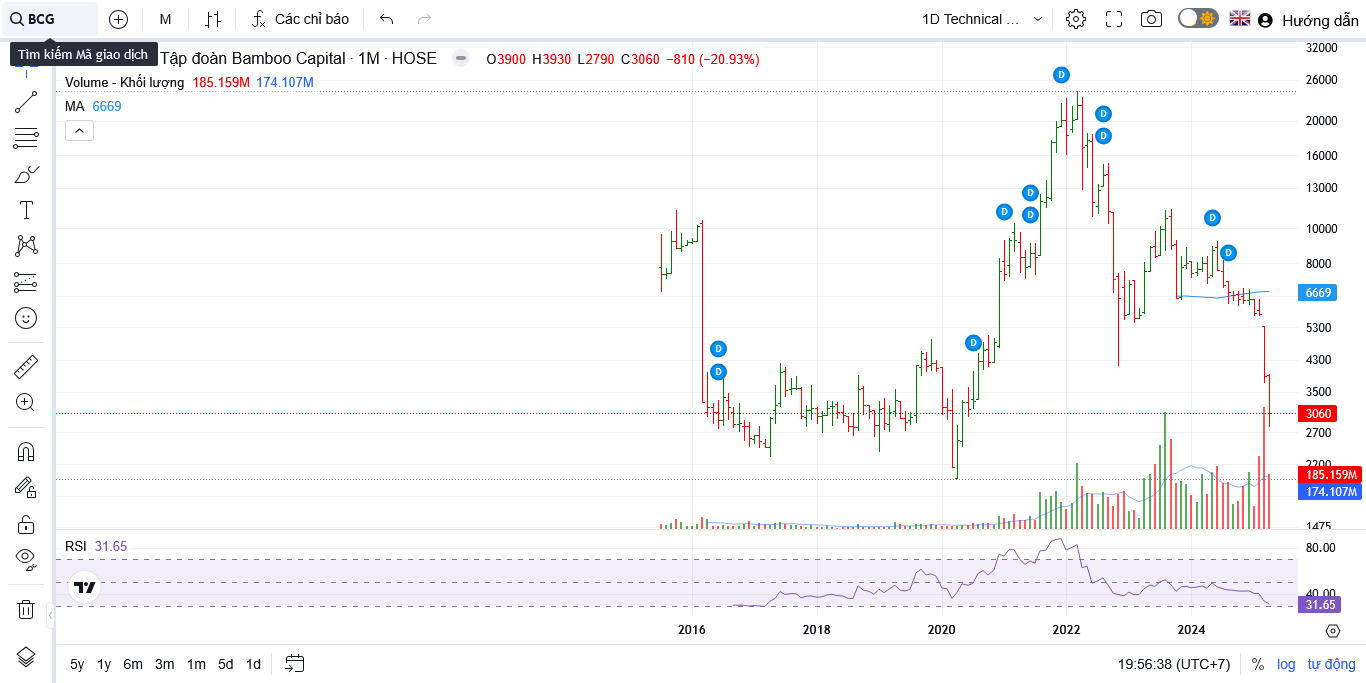 BCG
M
Các chỉ báo
1D Technical ...
Hướng dẫn
Tìm kiếm Mã giao dịch
Tập đoàn Bamboo Capital · 1M · HOSE
O3900 H3930 L2790 C3060 −810 (−20.93%)
Volume - Khối lượng 185.159M 174.107M
MA 6669
32000
26000
20000
16000
13000
10000
8000
6669
5300
4300
3500
3060
2700
2200
185.159M
174.107M
1475
D
D
D
D
D
D
D
D
D
D
D
D
RSI 31.65
80.00
40.00
31.65
2016 2018 2020 2022 2024
5y 1y 6m 3m 1m 5d 1d
19:56:38 (UTC+7) % log tự động